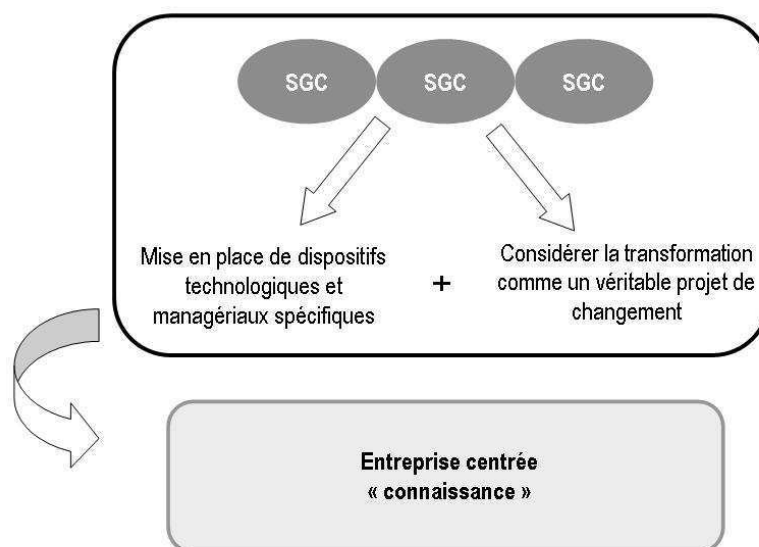 SGC SGC SGC
Mise en place de dispositifs
technologiques et
managériaux spécifiques
+
Considérer la transformation
comme un véritable projet de
changement
Entreprise centrée
« connaissance »